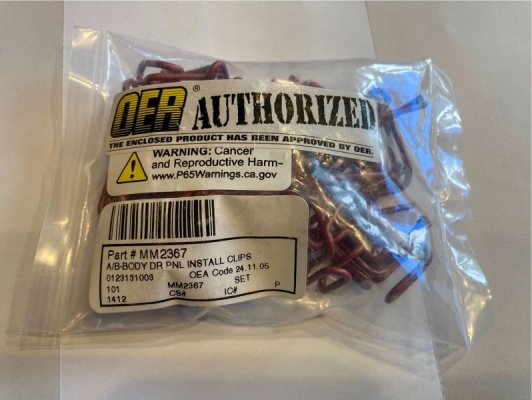 OER® AUTHORIZED
THE ENCLOSED PRODUCT HAS BEEN APPROVED BY OER.
WARNING: Cancer
and Reproductive Harm-
www.P65Warnings.ca.gov
Part # MM2367
A/B-BODY DR PNL INSTALL CLIPS
0123131003 OEA Code 24.11.05
101 MM2367 SET P
1412 CS# IC#